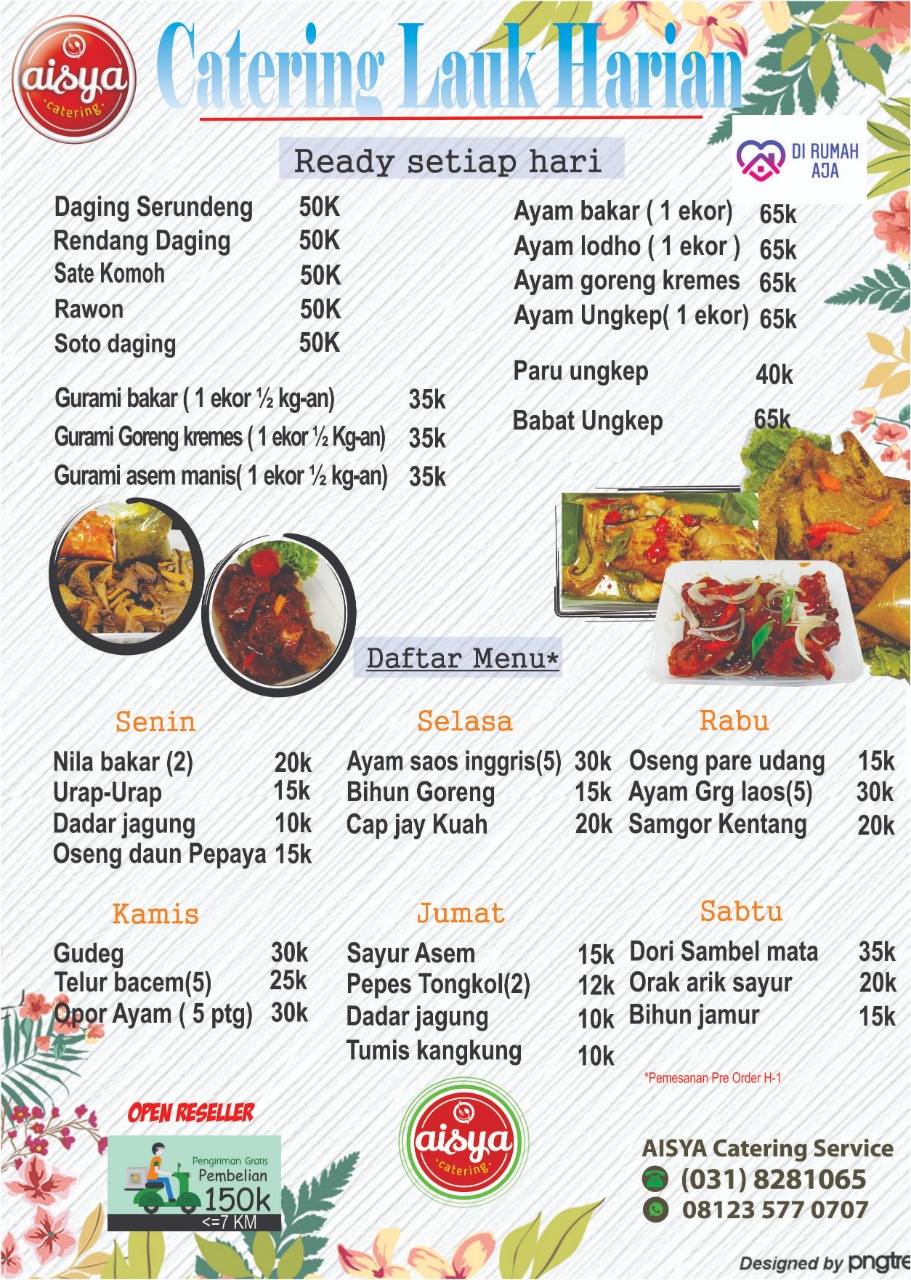 aisya
catering
Catering Lauk Harian
DI RUMAH
AJA
Ready setiap hari
Daging Serundeng 50K
Rendang Daging 50K
Sate Komoh 50K
Rawon 50K
Soto daging 50K
Gurami bakar ( 1 ekor ½ kg-an) 35k
Gurami Goreng kremes ( 1 ekor ½ Kg-an) 35k
Gurami asem manis( 1 ekor ½ kg-an) 35k
Ayam bakar ( 1 ekor) 65k
Ayam lodho ( 1 ekor ) 65k
Ayam goreng kremes 65k
Ayam Ungkep( 1 ekor) 65k
Paru ungkep 40k
Babat Ungkep 65k
Daftar Menu*
Senin
Nila bakar (2) 20k
Urap-Urap 15k
Dadar jagung 10k
Oseng daun Pepaya 15k
Selasa
Ayam saos inggris(5) 30k
Bihun Goreng 15k
Cap jay Kuah 20k
Rabu
Oseng pare udang 15k
Ayam Grg laos(5) 30k
Samgor Kentang 20k
Kamis
Gudeg 30k
Telur bacem(5) 25k
Opor Ayam ( 5 ptg) 30k
Jumat
Sayur Asem 15k
Pepes Tongkol(2) 12k
Dadar jagung 10k
Tumis kangkung 10k
Sabtu
Dori Sambel mata 35k
Orak arik sayur 20k
Bihun jamur 15k
*Pemesanan Pre Order H-1
OPEN RESELLER
Pengiriman Gratis
Pembelian
150k
<=7 KM
aisya
catering
AISYA Catering Service
(031) 8281065
08123 577 0707
Designed by pngtre